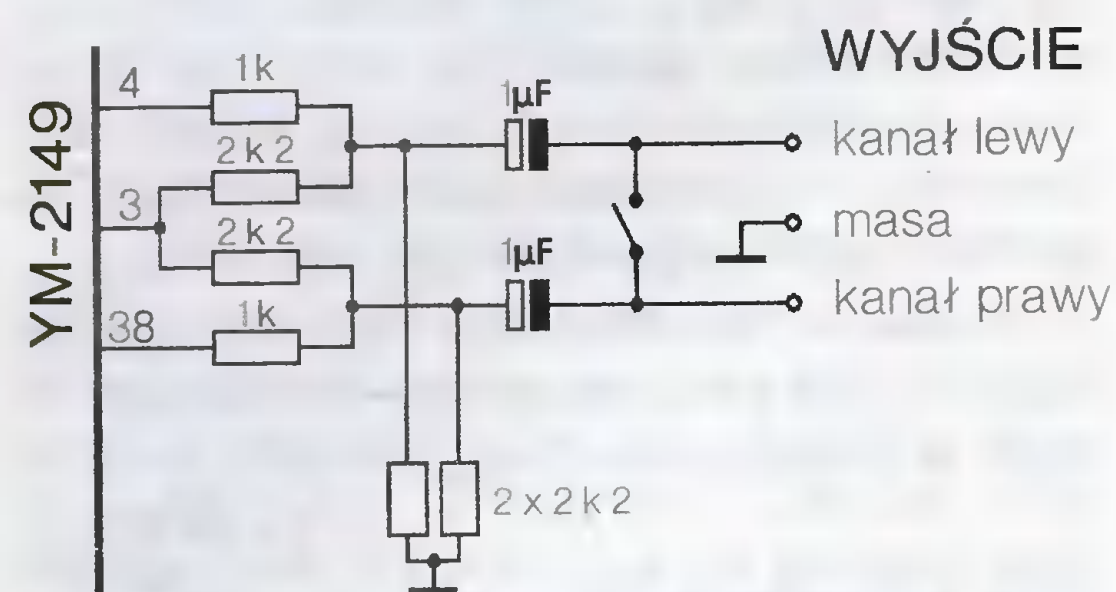 WYJŚCIE
YM-2149
4
1k
1µF
kanał lewy
2k2
3
masa
2k2
1µF
kanał prawy
38
1k
2x2k2